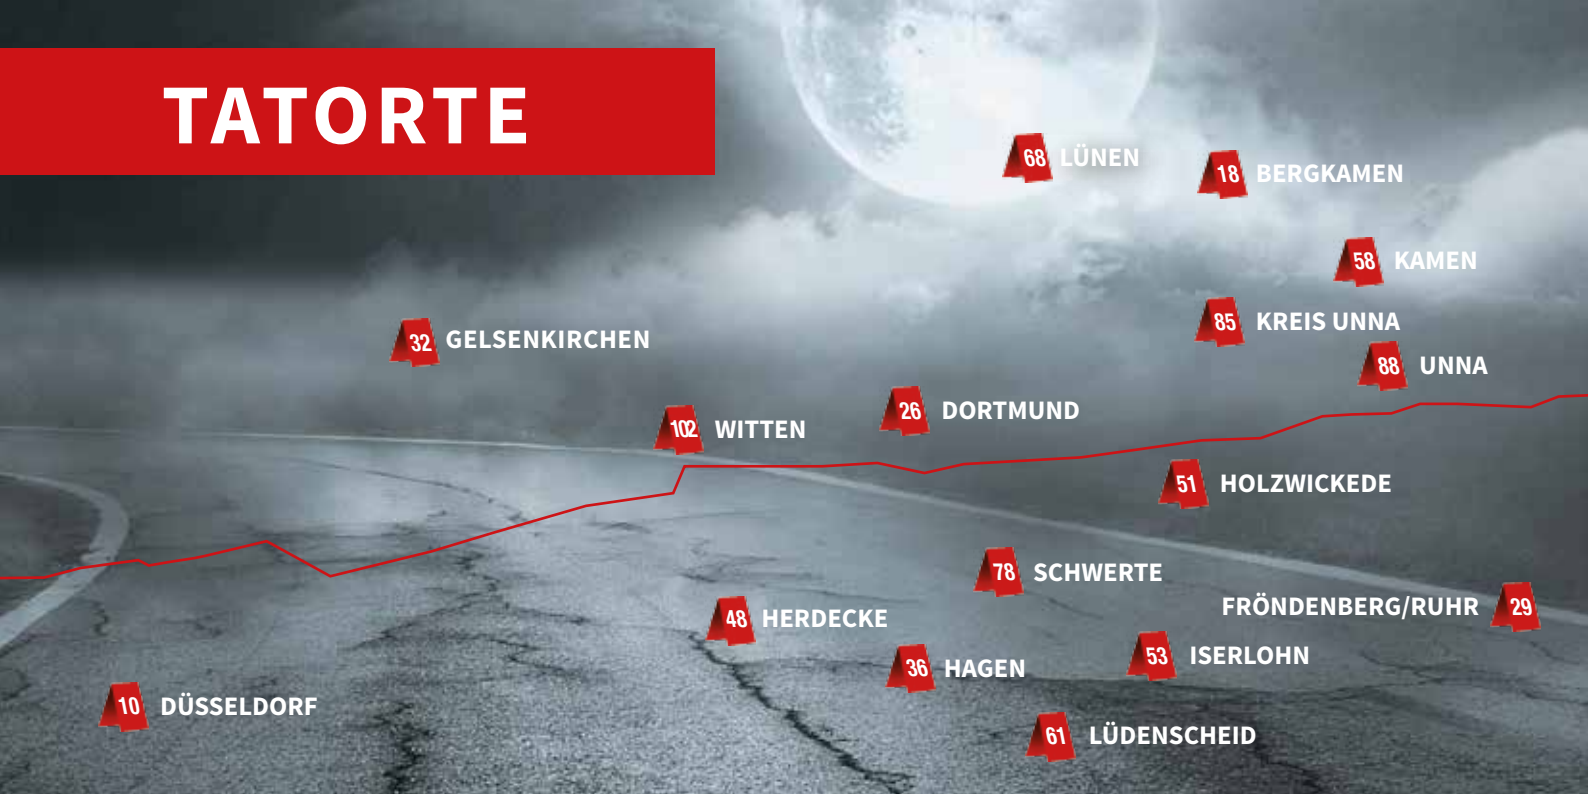 TATORTE
68 LÜNEN
18 BERGKAMEN
58 KAMEN
85 KREIS UNNA
32 GELSENKIRCHEN
88 UNNA
26 DORTMUND
102 WITTEN
51 HOLZWICKEDE
78 SCHWERTE
FRÖNDENBERG/RUHR 29
48 HERDECKE
53 ISERLOHN
36 HAGEN
10 DÜSSELDORF
61 LÜDENSCHEID